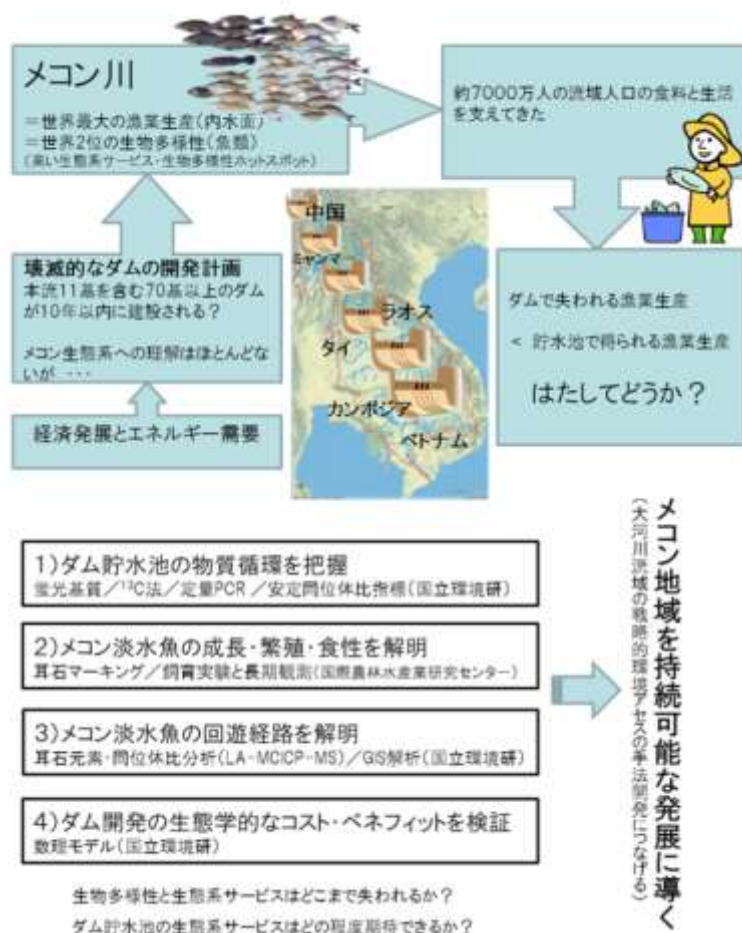 メコン川
＝世界最大の漁業生産(内水面)
＝世界2位の生物多様性(魚類)
(高い生態系サービス・生物多様性ホットスポット)
約7000万人の流域人口の食料と生活
を支えてきた
壊滅的なダムの開発計画
本流11基を含む70基以上のダム
が10年以内に建設される？
メコン生態系への理解はほとんどな
いが ・・・
経済発展とエネルギー需要
中国
ミャンマ
ラオス
タイ
カンボジア
ベトナム
ダムで失われる漁業生産
< 貯水池で得られる漁業生産
はたしてどうか？
1)ダム貯水池の物質循環を把握
蛍光基質／¹³C法／定量PCR ／安定同位体比指標(国立環境研)
2)メコン淡水魚の成長・繁殖・食性を解明
耳石マーキング／飼育実験と長期観測(国際農林水産業研究センター)
3)メコン淡水魚の回遊経路を解明
耳石元素・同位体比分析(LA-MCICP-MS)／GIS解析(国立環境研)
4)ダム開発の生態学的なコスト・ベネフィットを検証
数理モデル(国立環境研)
メコン地域を持続可能な発展に導く
(大河川流域の戦略的環境アセスの手法開発につなげる)
生物多様性と生態系サービスはどこまで失われるか？
ダム貯水池の生態系サービスはどの程度期待できるか？